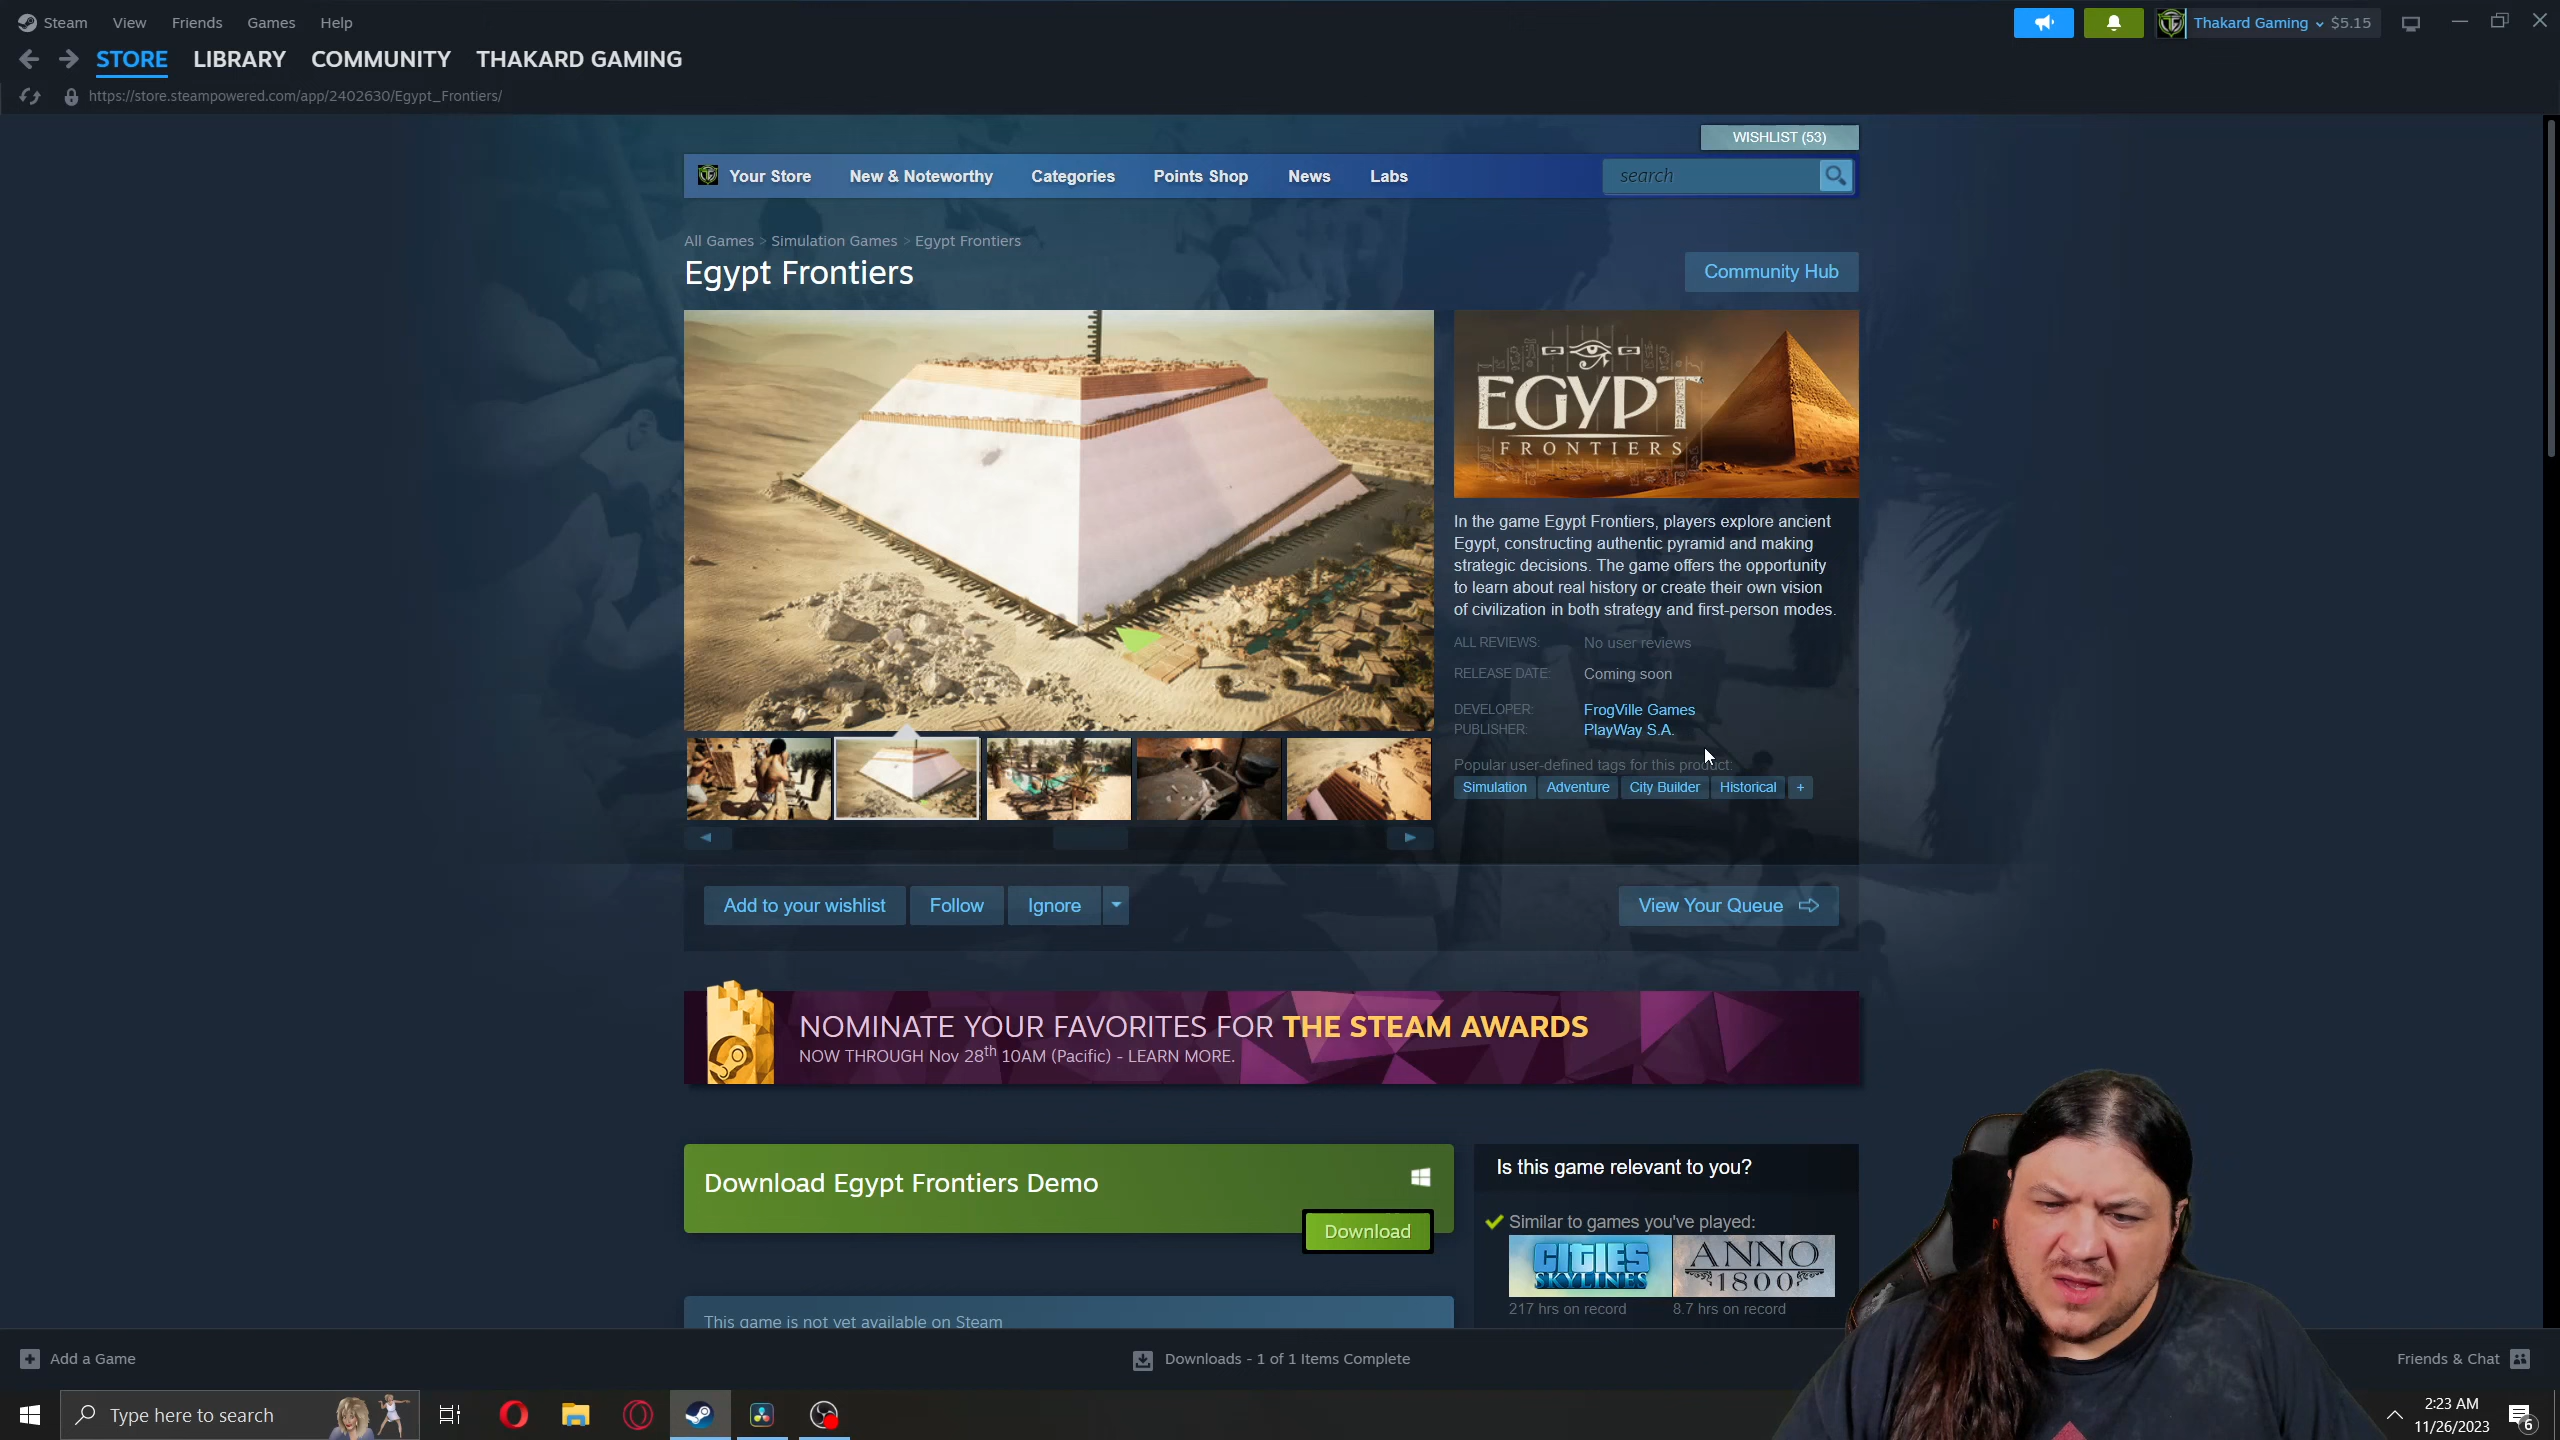 Steam View Friends Games Help
Thakard Gaming $5.15
STORE LIBRARY COMMUNITY THAKARD GAMING
https://store.steampowered.com/app/2402630/Egypt_Frontiers/
WISHLIST (53)
Your Store New & Noteworthy Categories Points Shop News Labs search
All Games > Simulation Games > Egypt Frontiers
Egypt Frontiers
Community Hub
EGYPT
FRONTIERS
In the game Egypt Frontiers, players explore ancient
Egypt, constructing authentic pyramid and making
strategic decisions. The game offers the opportunity
to learn about real history or create their own vision
of civilization in both strategy and first-person modes.
ALL REVIEWS: No user reviews
RELEASE DATE: Coming soon
DEVELOPER: FrogVille Games
PUBLISHER: PlayWay S.A.
Popular user-defined tags for this product:
Simulation Adventure City Builder Historical +
Add to your wishlist Follow Ignore View Your Queue
NOMINATE YOUR FAVORITES FOR THE STEAM AWARDS
NOW THROUGH Nov 28th 10AM (Pacific) - LEARN MORE.
Download Egypt Frontiers Demo
Download
Is this game relevant to you?
Similar to games you've played:
CITIES
SKYLINES
ANNO
1800
217 hrs on record 8.7 hrs on record
This game is not yet available on Steam
Add a Game Downloads - 1 of 1 Items Complete Friends & Chat
Type here to search
2:23 AM
11/26/2023
6